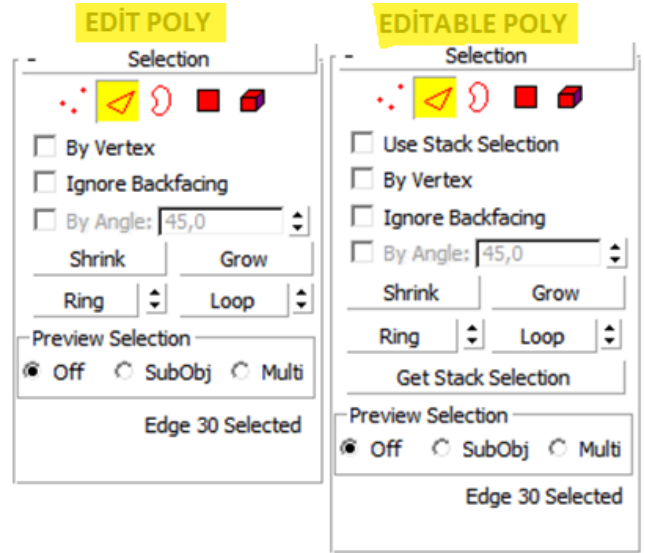 EDİT POLY
- Selection
By Vertex
Ignore Backfacing
By Angle: 45,0
Shrink Grow
Ring Loop
Preview Selection
Off SubObj Multi
Edge 30 Selected
EDİTABLE POLY
- Selection
Use Stack Selection
By Vertex
Ignore Backfacing
By Angle: 45,0
Shrink Grow
Ring Loop
Get Stack Selection
Preview Selection
Off SubObj Multi
Edge 30 Selected